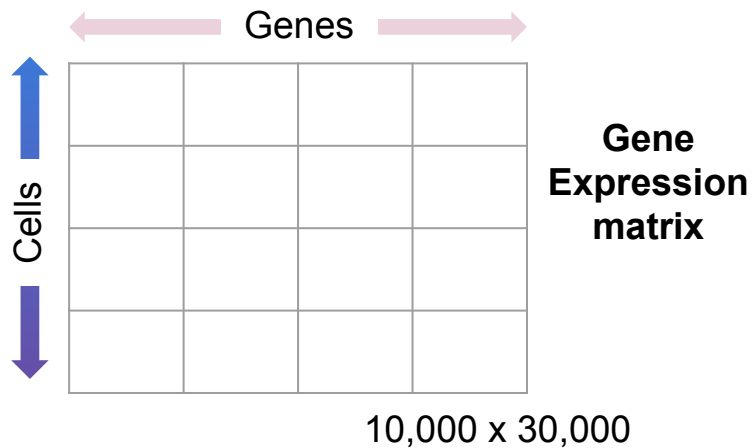 Genes
Cells
Gene
Expression
matrix
10,000 x 30,000